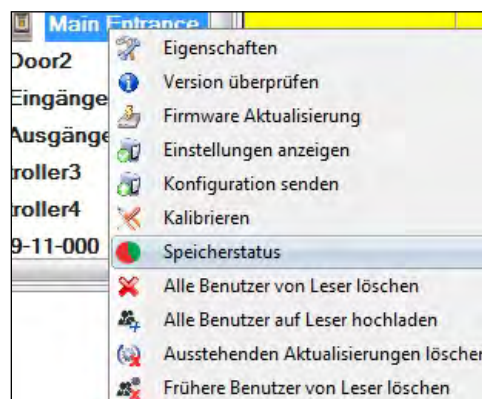 Main Entrance
Door2
Eingänge
Ausgänge
troller3
troller4
9-11-000
Eigenschaften
Version überprüfen
Firmware Aktualisierung
Einstellungen anzeigen
Konfiguration senden
Kalibrieren
Speicherstatus
Alle Benutzer von Leser löschen
Alle Benutzer auf Leser hochladen
Ausstehenden Aktualisierungen löschen
Frühere Benutzer von Leser löschen